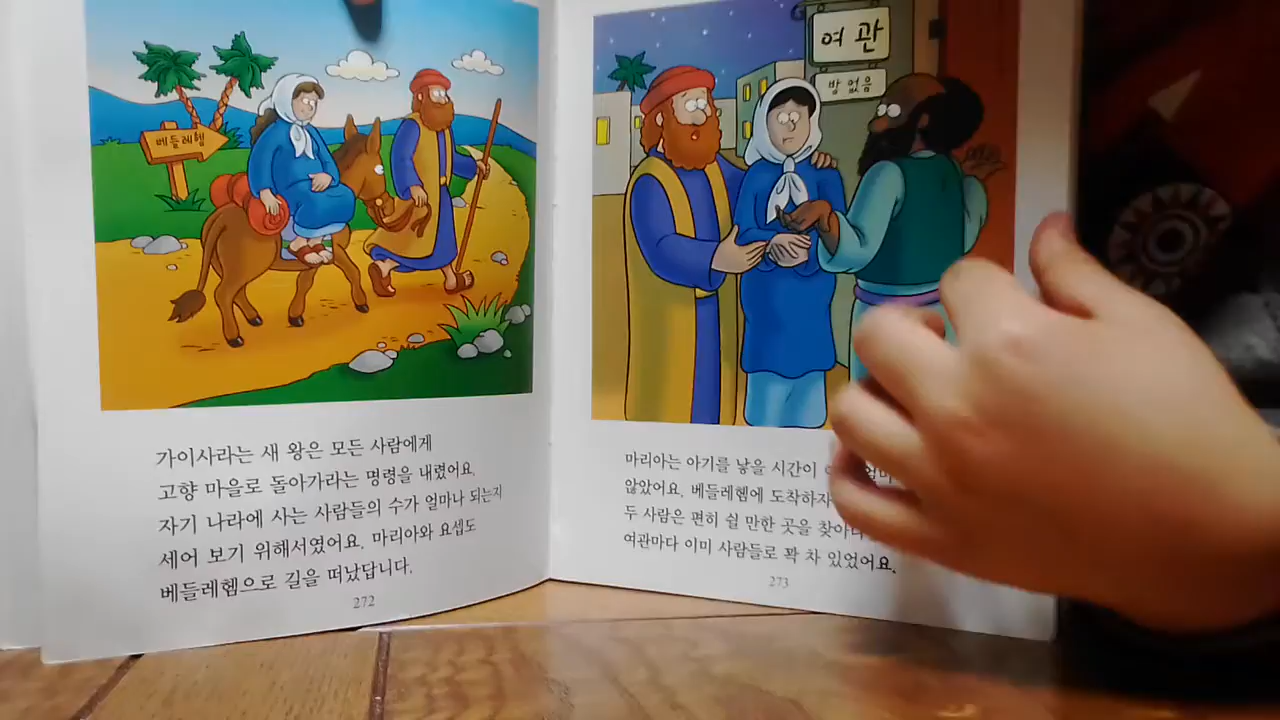 베들레헴
가이사라는 새 왕은 모든 사람에게
고향 마을로 돌아가라는 명령을 내렸어요.
자기 나라에 사는 사람들의 수가 얼마나 되는지
세어 보기 위해서였어요. 마리아와 요셉도
베들레헴으로 길을 떠났답니다.
272
여관
방 없음
마리아는 아기를 낳을 시간이
않았어요. 베들레헴에 도착하자
두 사람은 편히 쉴 만한 곳을
여관마다 이미 사람들로 꽉 차 있었어요.
273